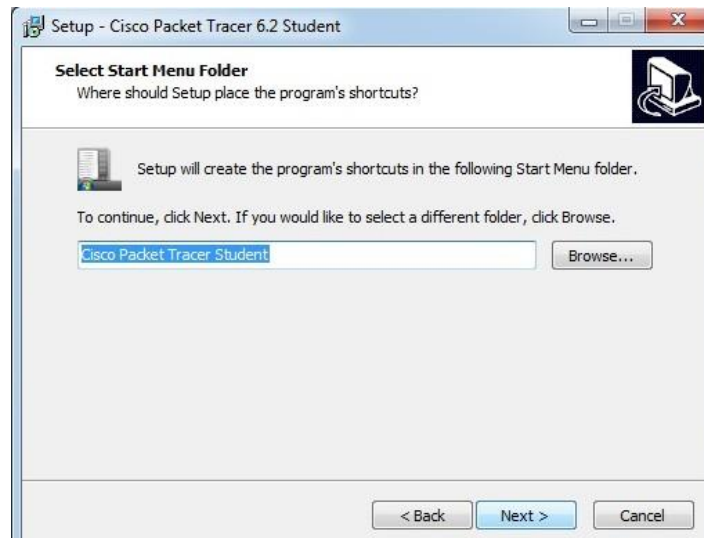 Setup - Cisco Packet Tracer 6.2 Student
Select Start Menu Folder
Where should Setup place the program's shortcuts?
Setup will create the program's shortcuts in the following Start Menu folder.
To continue, click Next. If you would like to select a different folder, click Browse.
Cisco Packet Tracer Student
Browse...
< Back
Next >
Cancel